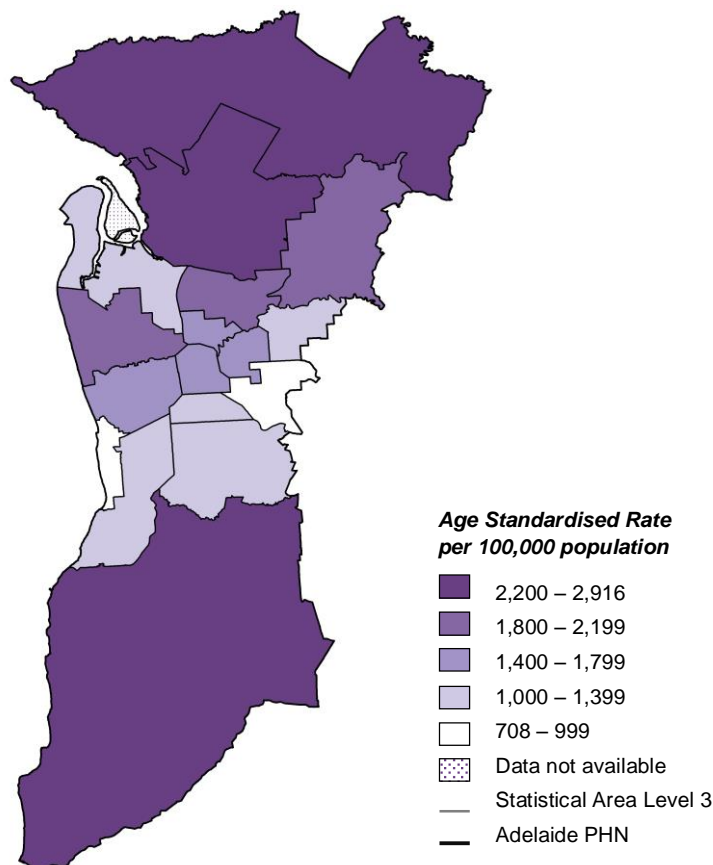 Age Standardised Rate
per 100,000 population
2,200 – 2,916
1,800 – 2,199
1,400 – 1,799
1,000 – 1,399
708 – 999
Data not available
Statistical Area Level 3
Adelaide PHN